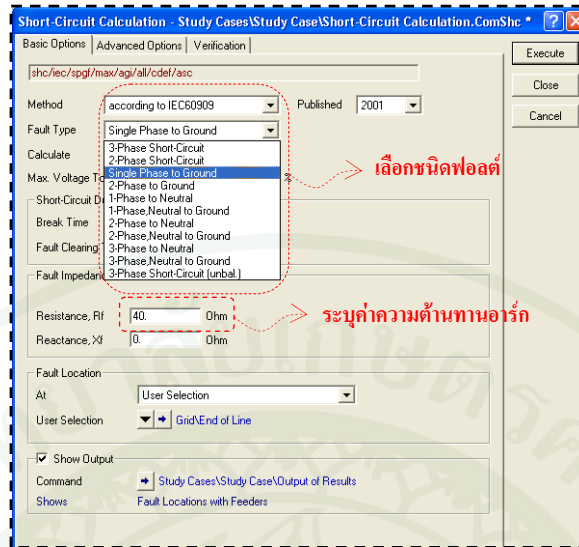 Short-Circuit Calculation - Study Cases\Study Case\Short-Circuit Calculation.ComShc *
Basic Options Advanced Options Verification
Execute
shc/iec/spgf/max/agi/all/cdef/asc
Close
Method according to IEC60909 Published 2001
Cancel
Fault Type Single Phase to Ground
Calculate
3-Phase Short-Circuit
2-Phase Short-Circuit
Single Phase to Ground
2-Phase to Ground
1-Phase to Neutral
1-Phase,Neutral to Ground
2-Phase to Neutral
2-Phase,Neutral to Ground
3-Phase to Neutral
3-Phase,Neutral to Ground
3-Phase Short-Circuit (unbal.)
Max. Voltage %
เลือกชนิดฟอลต์
Short-Circuit
Break Time
Fault Clearing
Fault
Resistance, Rf 40. Ohm
ระบุค่าความต้านทานอาร์ก
Reactance, Xf 0. Ohm
Fault Location
At User Selection
User Selection Grid\End of Line
Show Output
Command Study Cases\Study Case\Output of Results
Shows Fault Locations with Feeders